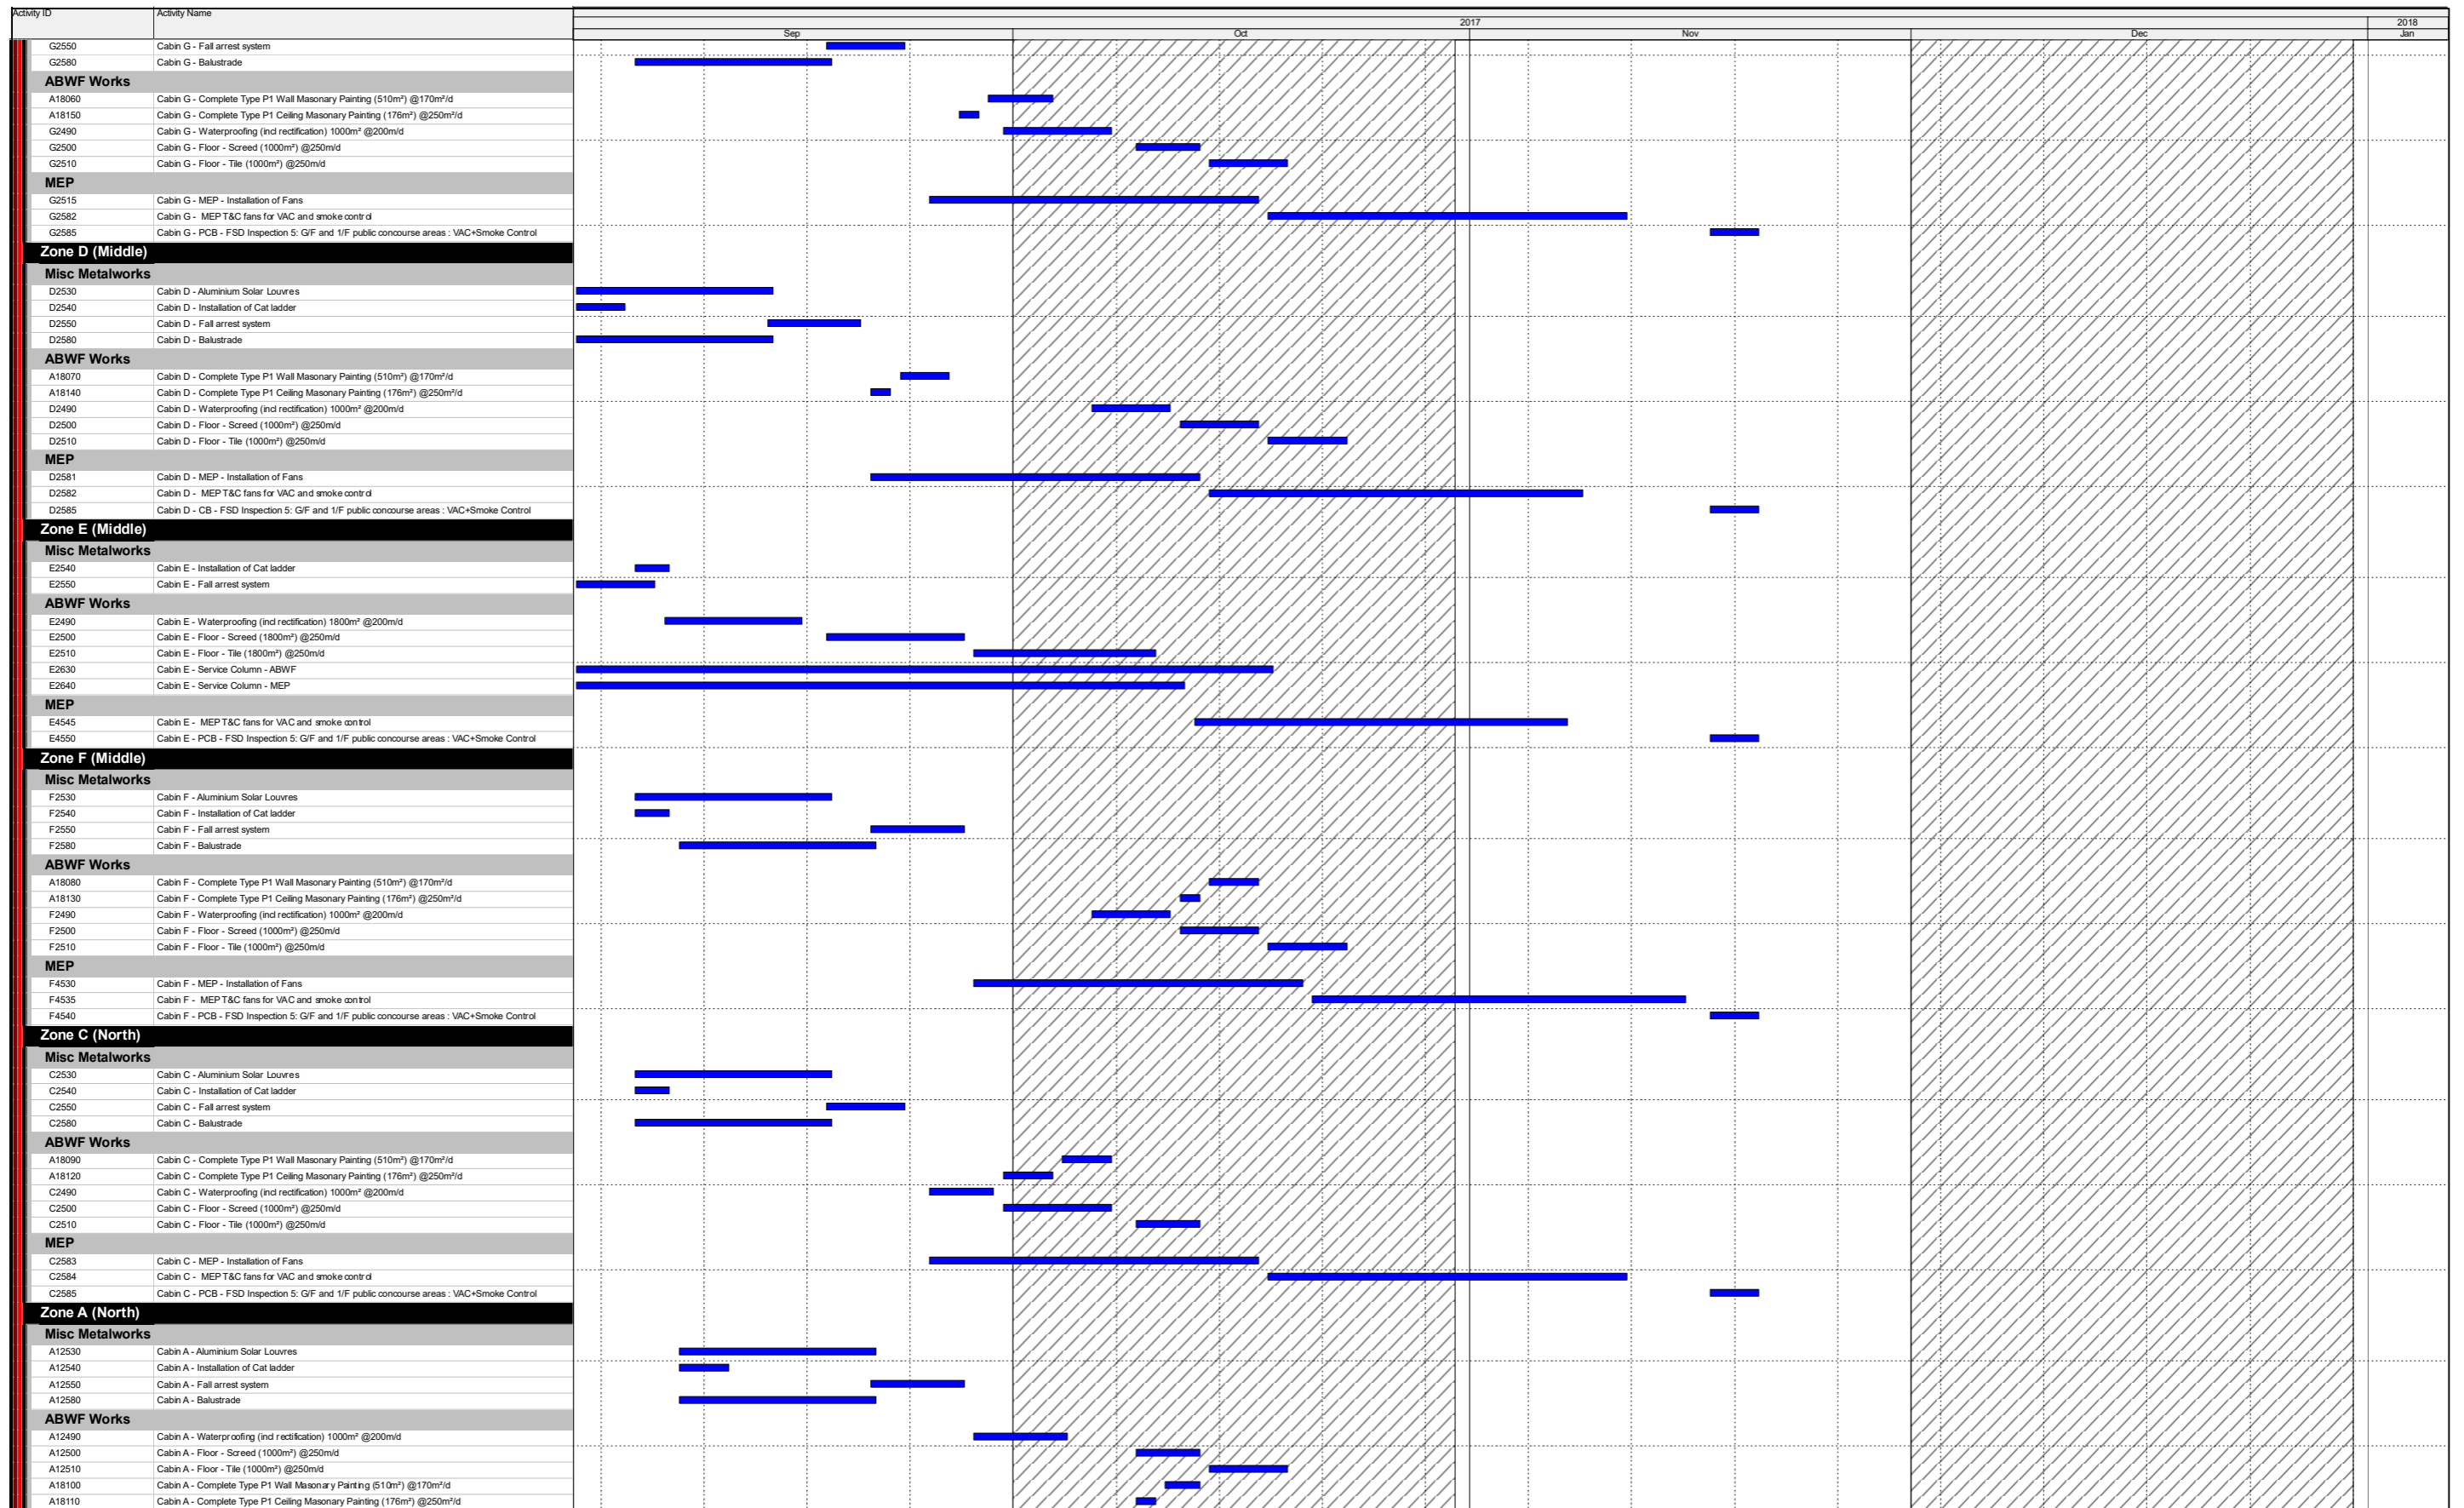 Activity ID Activity Name
2017 2018
Sep Oct Nov Dec Jan
G2550 Cabin G - Fall arrest system
G2580 Cabin G - Balustrade
ABWF Works
A18060 Cabin G - Complete Type P1 Wall Masonary Painting (510m²) @170m²/d
A18150 Cabin G - Complete Type P1 Ceiling Masonary Painting (176m²) @250m²/d
G2490 Cabin G - Waterproofing (incl rectification) 1000m² @200m/d
G2500 Cabin G - Floor - Screed (1000m²) @250m/d
G2510 Cabin G - Floor - Tile (1000m²) @250m/d
MEP
G2515 Cabin G - MEP - Installation of Fans
G2582 Cabin G - MEP T&C fans for VAC and smoke control
G2585 Cabin G - PCB - FSD Inspection 5: G/F and 1/F public concourse areas : VAC+Smoke Control
Zone D (Middle)
Misc Metalworks
D2530 Cabin D - Aluminium Solar Louvres
D2540 Cabin D - Installation of Cat ladder
D2550 Cabin D - Fall arrest system
D2580 Cabin D - Balustrade
ABWF Works
A18070 Cabin D - Complete Type P1 Wall Masonary Painting (510m²) @170m²/d
A18140 Cabin D - Complete Type P1 Ceiling Masonary Painting (176m²) @250m²/d
D2490 Cabin D - Waterproofing (incl rectification) 1000m² @200m/d
D2500 Cabin D - Floor - Screed (1000m²) @250m/d
D2510 Cabin D - Floor - Tile (1000m²) @250m/d
MEP
D2581 Cabin D - MEP - Installation of Fans
D2582 Cabin D - MEP T&C fans for VAC and smoke control
D2585 Cabin D - CB - FSD Inspection 5: G/F and 1/F public concourse areas : VAC+Smoke Control
Zone E (Middle)
Misc Metalworks
E2540 Cabin E - Installation of Cat ladder
E2550 Cabin E - Fall arrest system
ABWF Works
E2490 Cabin E - Waterproofing (incl rectification) 1800m² @200m/d
E2500 Cabin E - Floor - Screed (1800m²) @250m/d
E2510 Cabin E - Floor - Tile (1800m²) @250m/d
E2630 Cabin E - Service Column - ABWF
E2640 Cabin E - Service Column - MEP
MEP
E4545 Cabin E - MEP T&C fans for VAC and smoke control
E4550 Cabin E - PCB - FSD Inspection 5: G/F and 1/F public concourse areas : VAC+Smoke Control
Zone F (Middle)
Misc Metalworks
F2530 Cabin F - Aluminium Solar Louvres
F2540 Cabin F - Installation of Cat ladder
F2550 Cabin F - Fall arrest system
F2580 Cabin F - Balustrade
ABWF Works
A18080 Cabin F - Complete Type P1 Wall Masonary Painting (510m²) @170m²/d
A18130 Cabin F - Complete Type P1 Ceiling Masonary Painting (176m²) @250m²/d
F2490 Cabin F - Waterproofing (incl rectification) 1000m² @200m/d
F2500 Cabin F - Floor - Screed (1000m²) @250m/d
F2510 Cabin F - Floor - Tile (1000m²) @250m/d
MEP
F4530 Cabin F - MEP - Installation of Fans
F4535 Cabin F - MEP T&C fans for VAC and smoke control
F4540 Cabin F - PCB - FSD Inspection 5: G/F and 1/F public concourse areas : VAC+Smoke Control
Zone C (North)
Misc Metalworks
C2530 Cabin C - Aluminium Solar Louvres
C2540 Cabin C - Installation of Cat ladder
C2550 Cabin C - Fall arrest system
C2580 Cabin C - Balustrade
ABWF Works
A18090 Cabin C - Complete Type P1 Wall Masonary Painting (510m²) @170m²/d
A18120 Cabin C - Complete Type P1 Ceiling Masonary Painting (176m²) @250m²/d
C2490 Cabin C - Waterproofing (incl rectification) 1000m² @200m/d
C2500 Cabin C - Floor - Screed (1000m²) @250m/d
C2510 Cabin C - Floor - Tile (1000m²) @250m/d
MEP
C2583 Cabin C - MEP - Installation of Fans
C2584 Cabin C - MEP T&C fans for VAC and smoke control
C2585 Cabin C - PCB - FSD Inspection 5: G/F and 1/F public concourse areas : VAC+Smoke Control
Zone A (North)
Misc Metalworks
A12530 Cabin A - Aluminium Solar Louvres
A12540 Cabin A - Installation of Cat ladder
A12550 Cabin A - Fall arrest system
A12580 Cabin A - Balustrade
ABWF Works
A12490 Cabin A - Waterproofing (incl rectification) 1000m² @200m/d
A12500 Cabin A - Floor - Screed (1000m²) @250m/d
A12510 Cabin A - Floor - Tile (1000m²) @250m/d
A18100 Cabin A - Complete Type P1 Wall Masonary Painting (510m²) @170m²/d
A18110 Cabin A - Complete Type P1 Ceiling Masonary Painting (176m²) @250m²/d